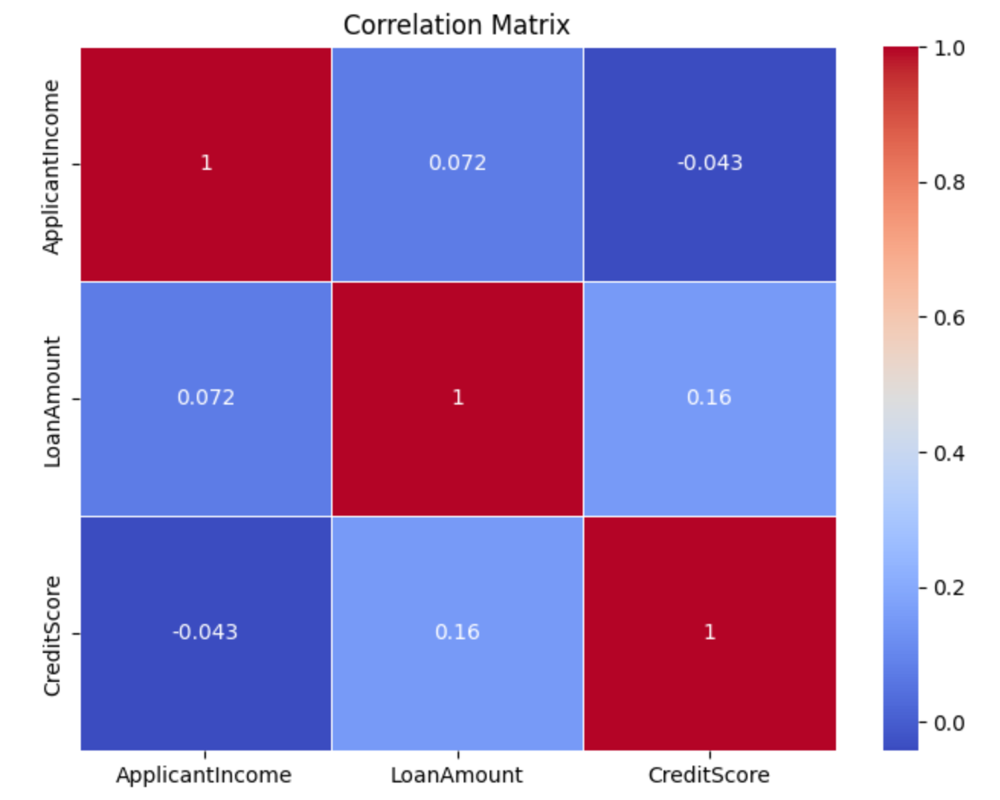 Correlation Matrix
ApplicantIncome
1
0.072
-0.043
LoanAmount
0.072
1
0.16
CreditScore
-0.043
0.16
1
ApplicantIncome
LoanAmount
CreditScore
1.0
0.8
0.6
0.4
0.2
0.0